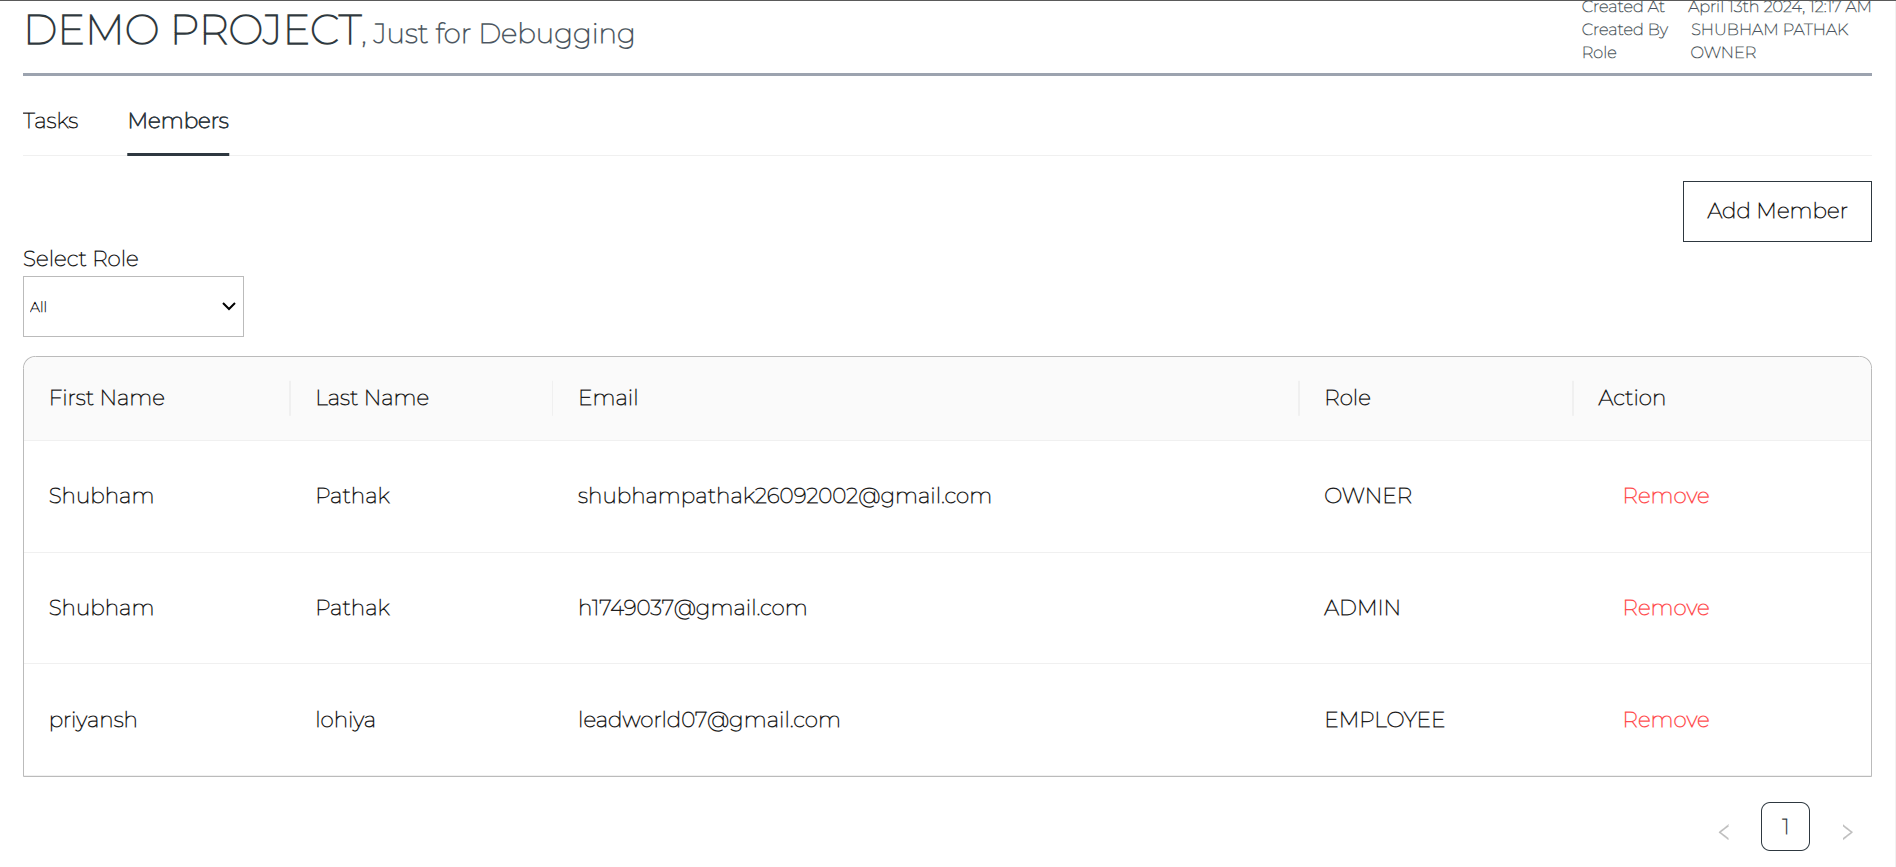 DEMO PROJECT, Just for Debugging
Created At April 13th 2024, 12:17 AM
Created By SHUBHAM PATHAK
Role OWNER
Tasks Members
Add Member
Select Role
All
First Name Last Name Email Role Action
Shubham Pathak shubhampathak26092002@gmail.com OWNER Remove
Shubham Pathak h1749037@gmail.com ADMIN Remove
priyansh lohiya leadworld07@gmail.com EMPLOYEE Remove
< 1 >